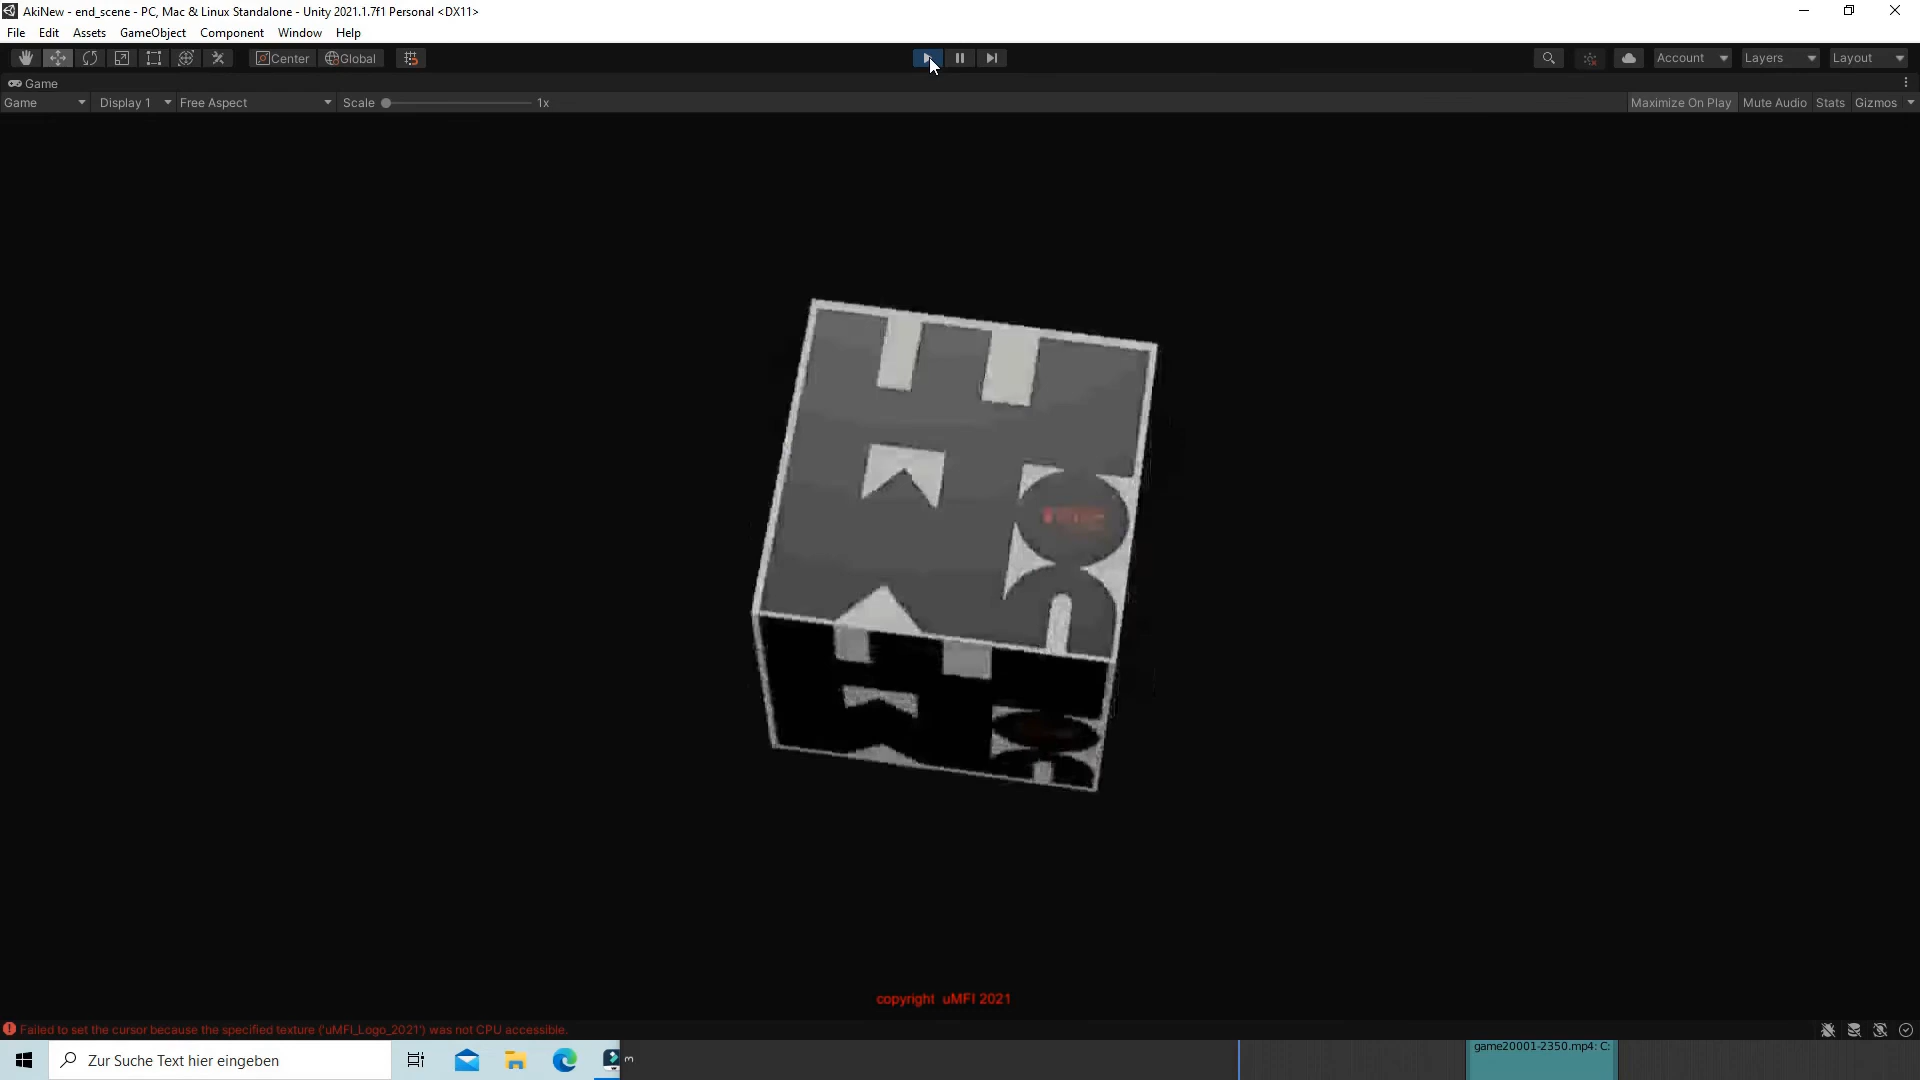 AkiNew - end_scene - PC, Mac & Linux Standalone - Unity 2021.1.7f1 Personal <DX11>
File Edit Assets GameObject Component Window Help
Center Global Account Layers Layout
Game
Game Display 1 Free Aspect Scale 1x Maximize On Play Mute Audio Stats Gizmos
copyright uMFI 2021
Failed to set the cursor because the specified texture ('uMFI_Logo_2021') was not CPU accessible.
Zur Suche Text hier eingeben
game20001-2350.mp4: C: